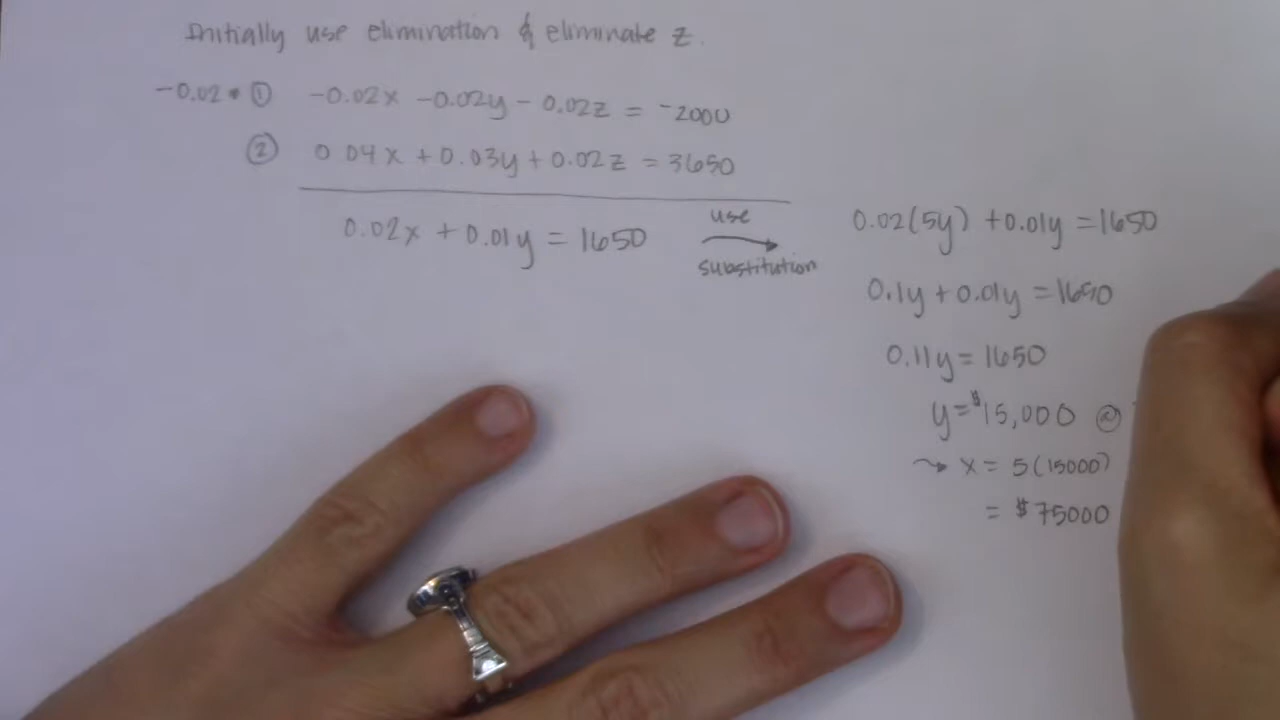 Initially use elimination & eliminate z.
-0.02 • ① -0.02x -0.02y - 0.02z = -2000
② 0.04x + 0.03y + 0.02z = 3650
0.02x + 0.01y = 1650
use
substitution
0.02(5y) + 0.01y = 1650
0.1y + 0.01y = 1650
0.11y = 1650
y = $15,000 @
→ x = 5(15000)
= $75000